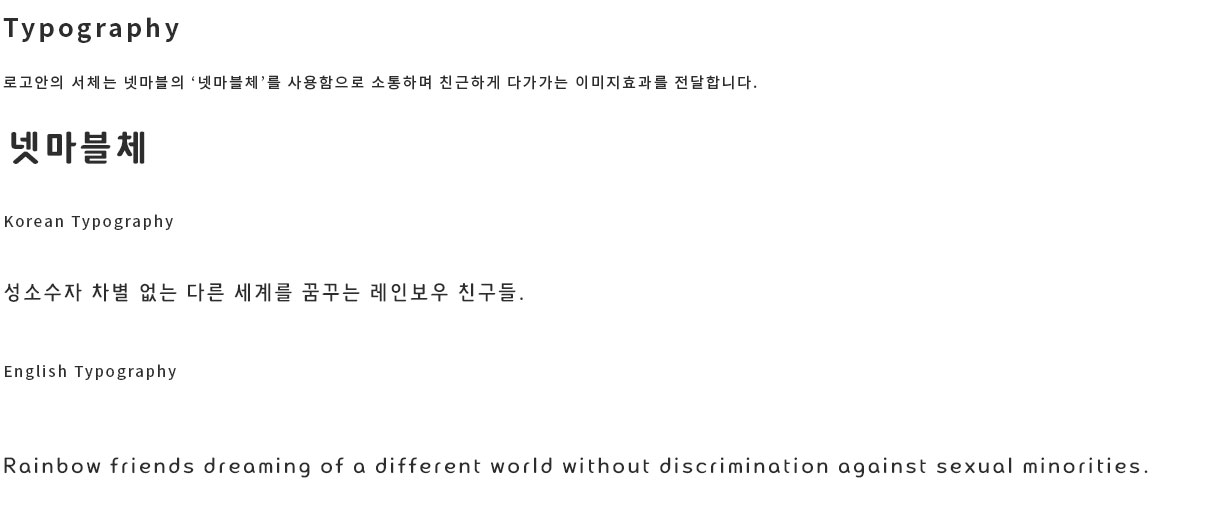 Typography
로고안의 서체는 넷마블의 ‘넷마블체’를 사용함으로 소통하며 친근하게 다가가는 이미지효과를 전달합니다.
넷마블체
Korean Typography
성소수자 차별 없는 다른 세계를 꿈꾸는 레인보우 친구들.
English Typography
Rainbow friends dreaming of a different world without discrimination against sexual minorities.